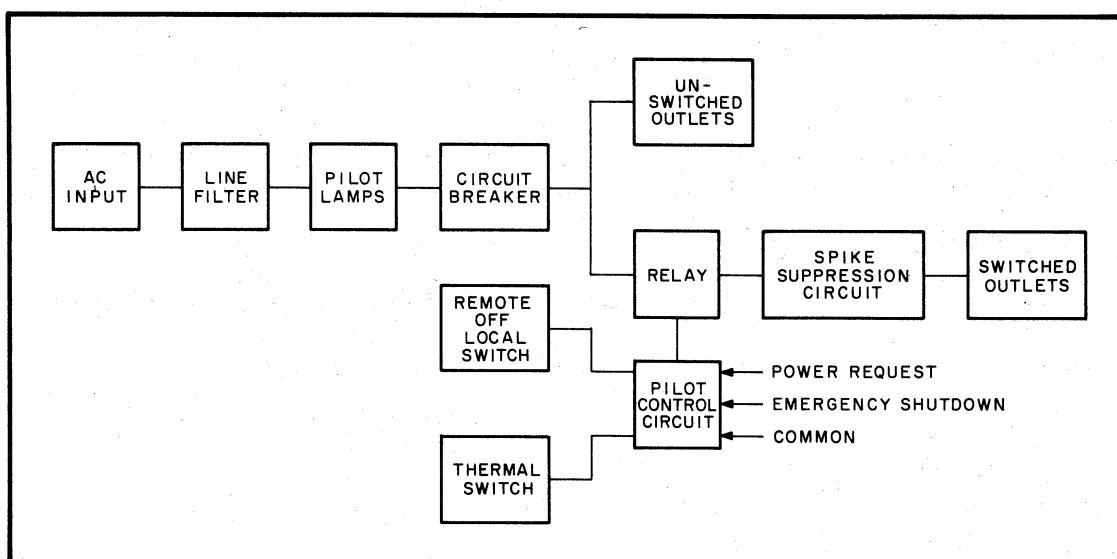 UN-
SWITCHED
OUTLETS
AC
INPUT
LINE
FILTER
PILOT
LAMPS
CIRCUIT
BREAKER
RELAY
SPIKE
SUPPRESSION
CIRCUIT
SWITCHED
OUTLETS
REMOTE
OFF
LOCAL
SWITCH
PILOT
CONTROL
CIRCUIT
POWER REQUEST
EMERGENCY SHUTDOWN
COMMON
THERMAL
SWITCH